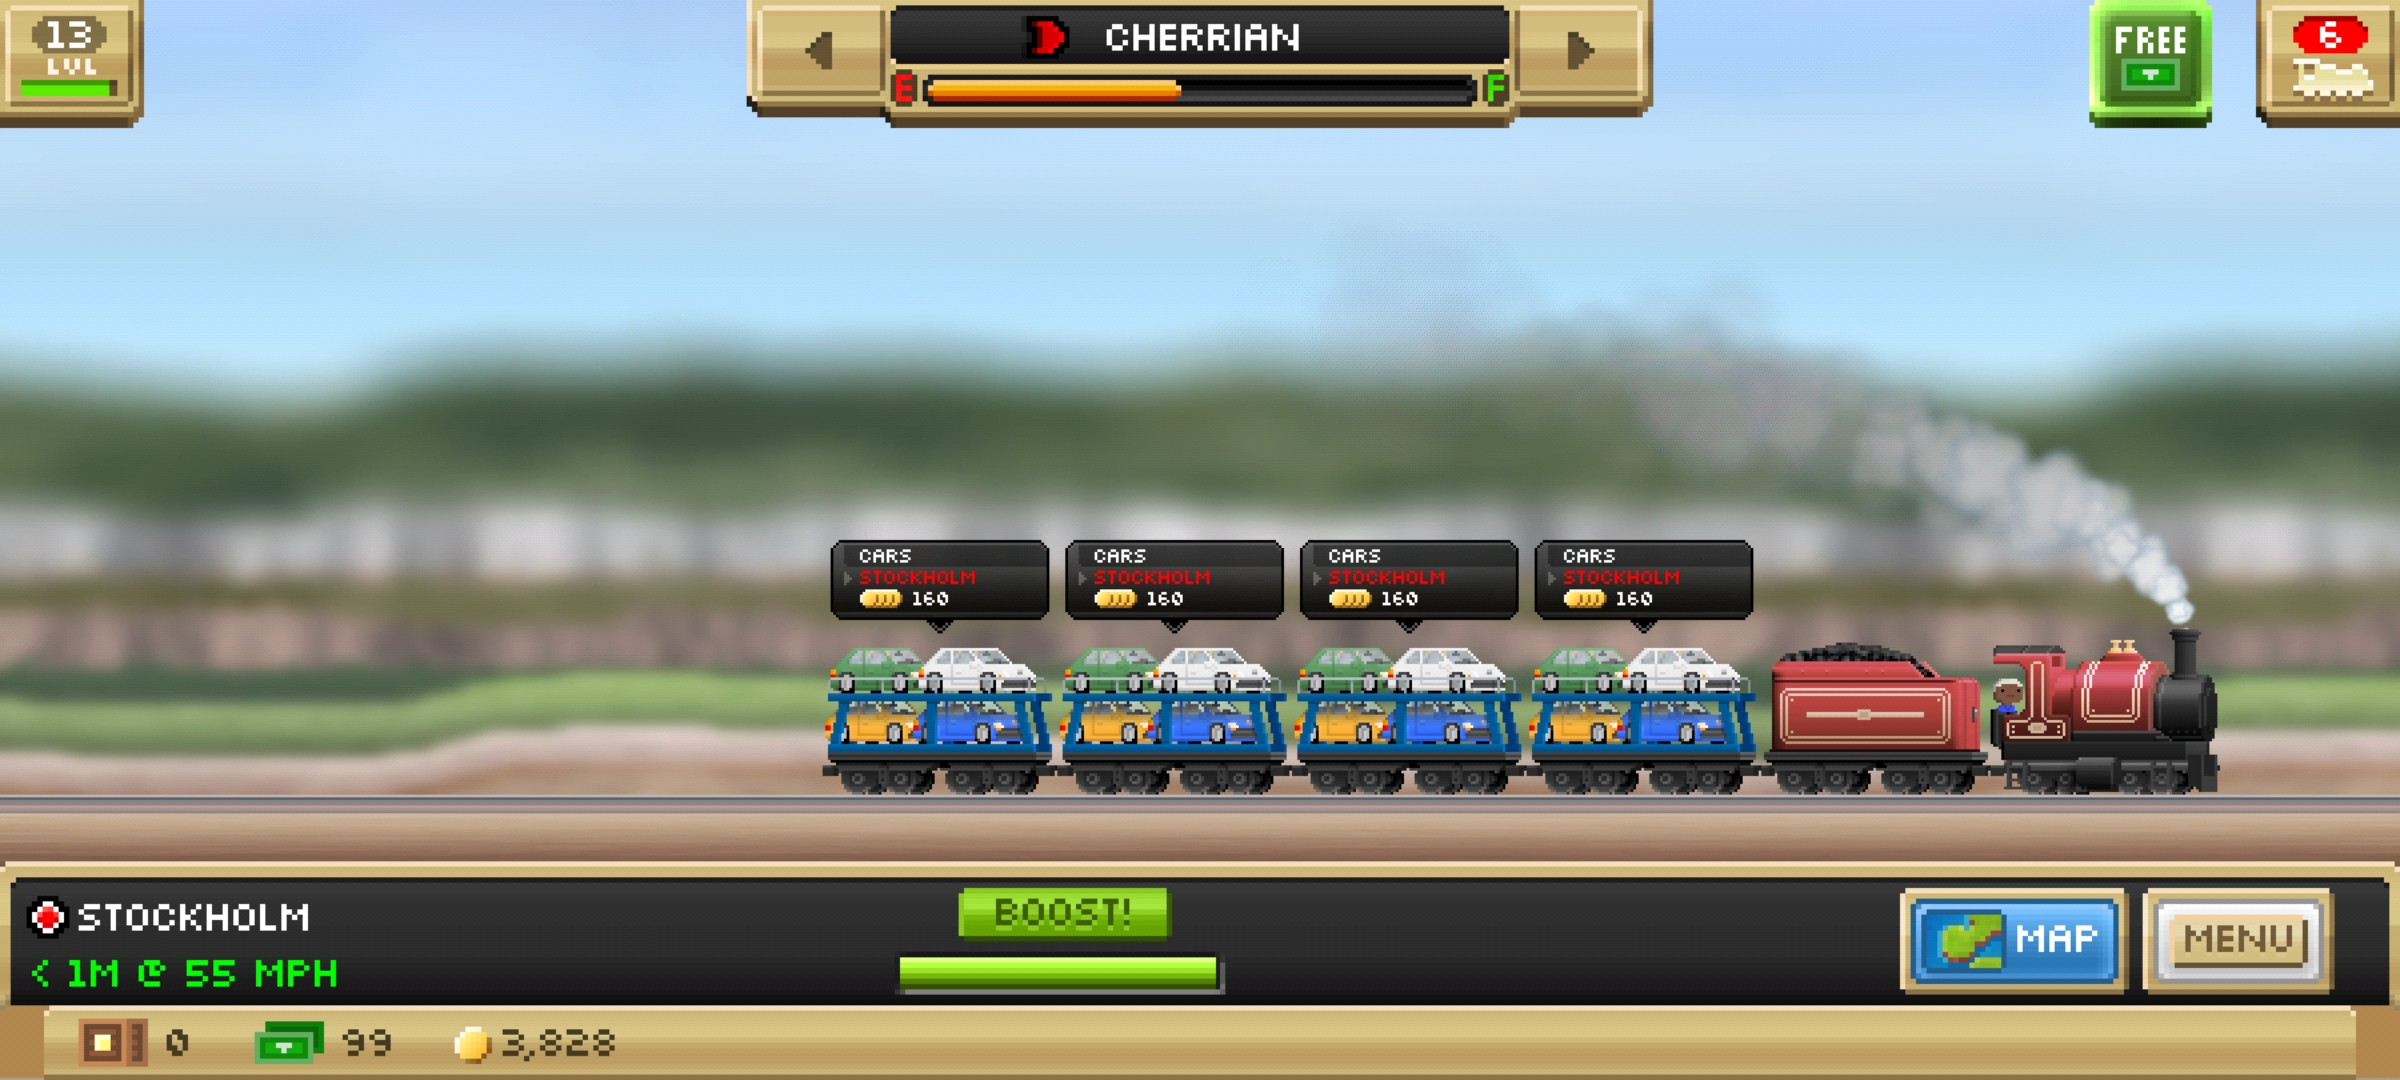 13
LVL
CHERRIAN
E
F
FREE
6
CARS
STOCKHOLM
160
CARS
STOCKHOLM
160
CARS
STOCKHOLM
160
CARS
STOCKHOLM
160
STOCKHOLM
< 1M @ 55 MPH
BOOST!
MAP
MENU
0
99
3,828